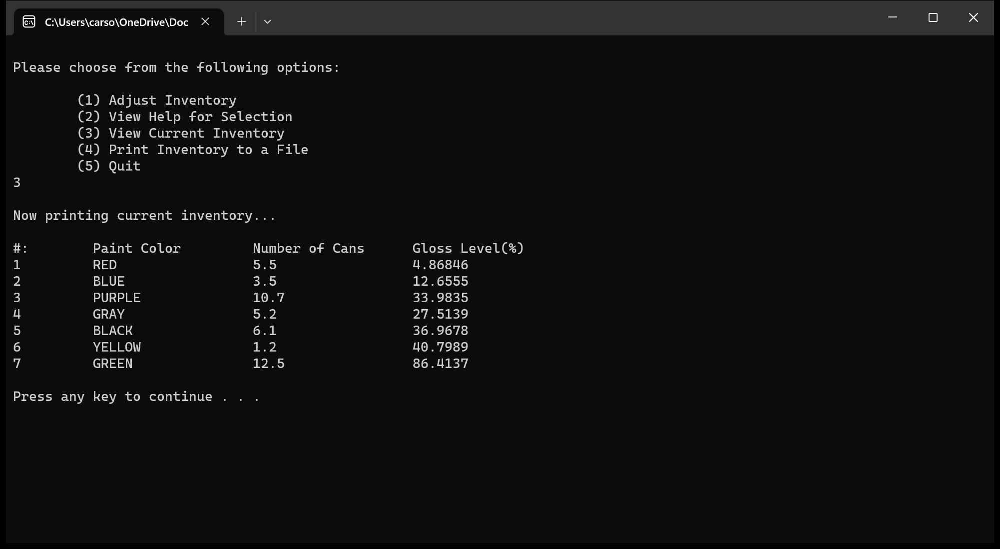 C:\Users\carso\OneDrive\Doc
Please choose from the following options:
(1) Adjust Inventory
(2) View Help for Selection
(3) View Current Inventory
(4) Print Inventory to a File
(5) Quit
3
Now printing current inventory...
#: Paint Color Number of Cans Gloss Level(%)
1 RED 5.5 4.86846
2 BLUE 3.5 12.6555
3 PURPLE 10.7 33.9835
4 GRAY 5.2 27.5139
5 BLACK 6.1 36.9678
6 YELLOW 1.2 40.7989
7 GREEN 12.5 86.4137
Press any key to continue . . .